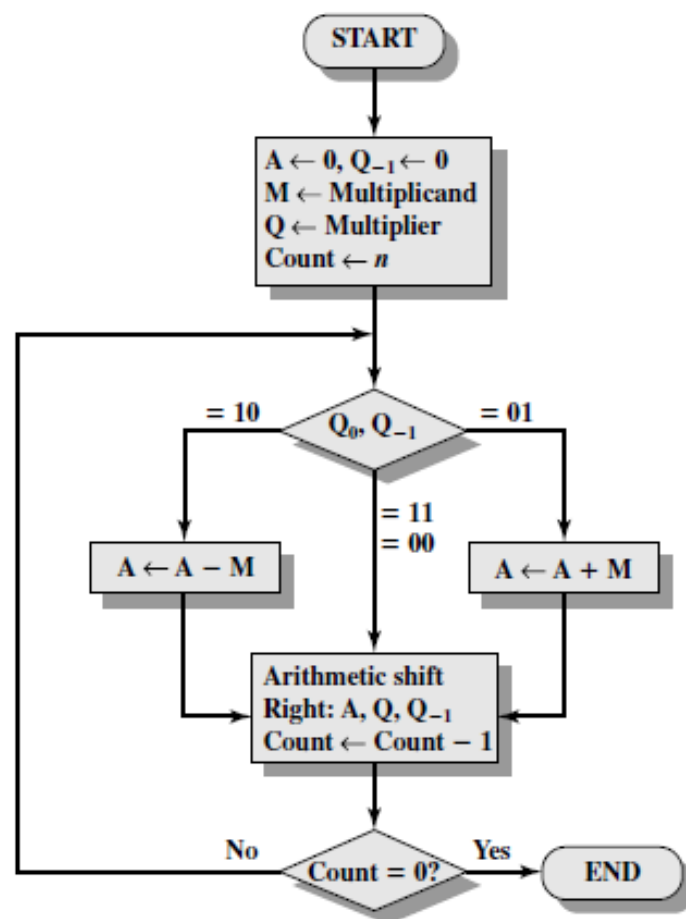 START
A ← 0, Q₋₁ ← 0
M ← Multiplicand
Q ← Multiplier
Count ← n
= 10
Q₀, Q₋₁
= 01
= 11
= 00
A ← A − M
A ← A + M
Arithmetic shift
Right: A, Q, Q₋₁
Count ← Count − 1
No
Count = 0?
Yes
END